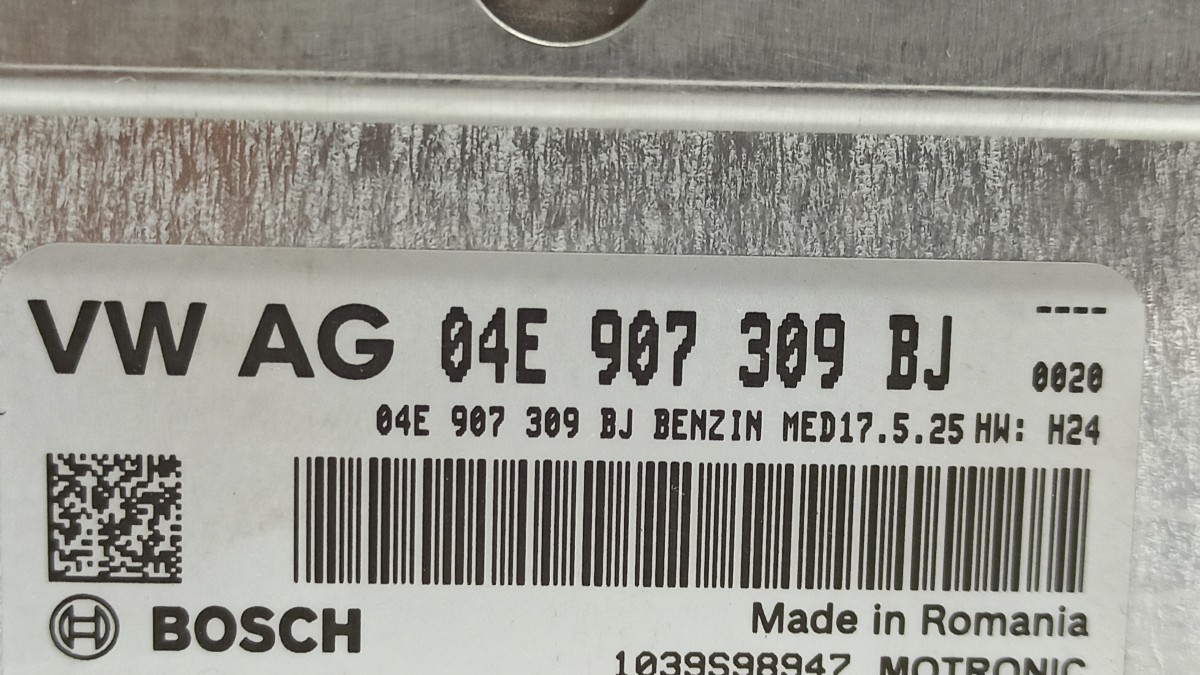 VW AG 04E 907 309 BJ ----
0020
04E 907 309 BJ BENZIN MED17.5.25 HW: H24
BOSCH Made in Romania
1039S98947 MOTRONIC